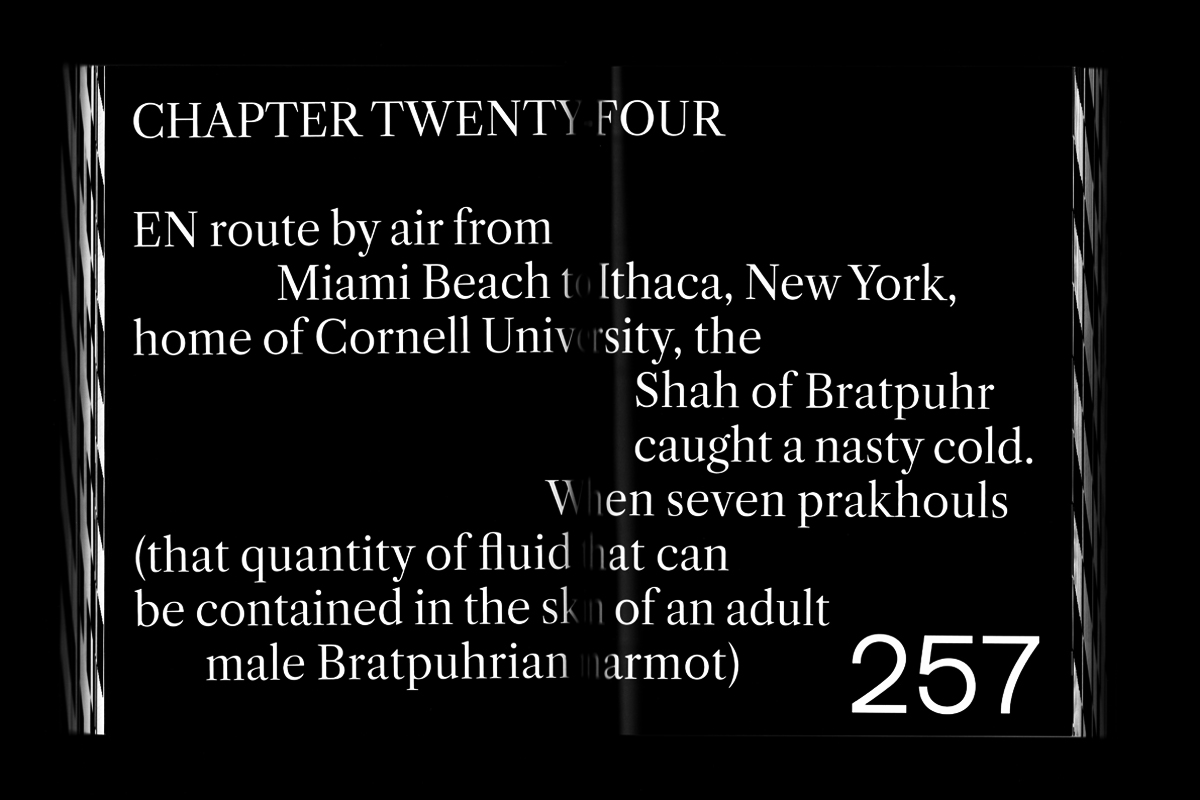 CHAPTER TWENTY-FOUR
EN route by air from
Miami Beach to Ithaca, New York,
home of Cornell University, the
Shah of Bratpuhr
caught a nasty cold.
When seven prakhouls
(that quantity of fluid that can
be contained in the skin of an adult
male Bratpuhrian marmot)
257